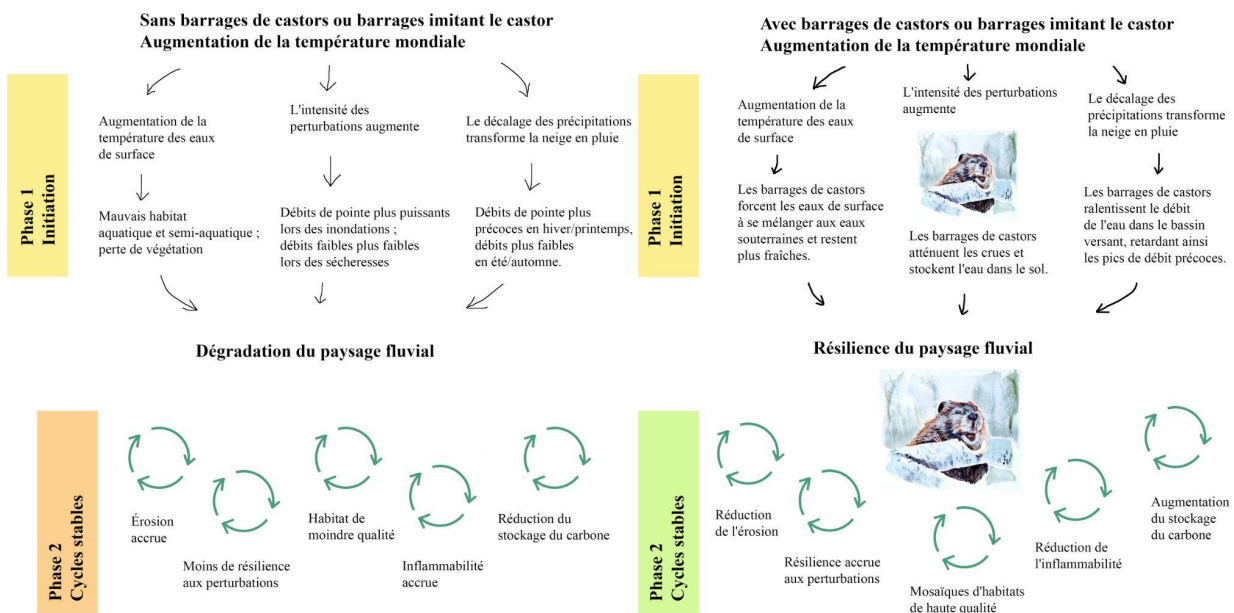 Sans barrages de castors ou barrages imitant le castor
Augmentation de la température mondiale
Phase 1
Initiation
Augmentation de la
température des eaux
de surface
L'intensité des
perturbations augmente
Le décalage des précipitations
transforme la neige en pluie
Mauvais habitat
aquatique et semi-aquatique ;
perte de végétation
Débits de pointe plus puissants
lors des inondations ;
débits faibles plus faibles
lors des sécheresses
Débits de pointe plus
précoces en hiver/printemps,
débits plus faibles
en été/automne.
Dégradation du paysage fluvial
Phase 2
Cycles stables
Érosion
accrue
Moins de résilience
aux perturbations
Habitat de
moindre qualité
Inflammabilité
accrue
Réduction du
stockage du carbone
Avec barrages de castors ou barrages imitant le castor
Augmentation de la température mondiale
Phase 1
Initiation
Augmentation de la
température des eaux
de surface
L'intensité des perturbations
augmente
Le décalage des
précipitations transforme
la neige en pluie
Les barrages de castors
forcent les eaux de surface
à se mélanger aux eaux
souterraines et restent
plus fraîches.
Les barrages de castors
atténuent les crues et
stockent l'eau dans le sol.
Les barrages de castors
ralentissent le débit
de l'eau dans le bassin
versant, retardant ainsi
les pics de débit précoces.
Résilience du paysage fluvial
Phase 2
Cycles stables
Réduction
de l'érosion
Résilience accrue
aux perturbations
Mosaïques d'habitats
de haute qualité
Réduction de
l'inflammabilité
Augmentation
du stockage
du carbone